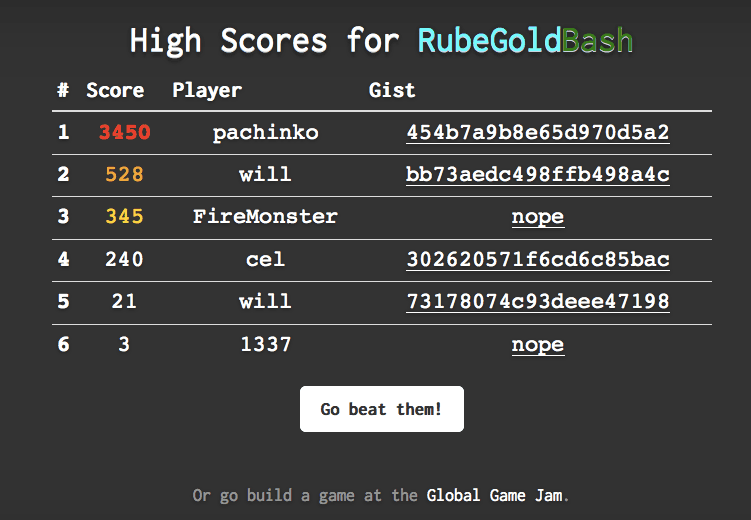 High Scores for RubeGoldBash
# Score Player Gist
1 3450 pachinko 454b7a9b8e65d970d5a2
2 528 will bb73aedc498ffb498a4c
3 345 FireMonster nope
4 240 cel 302620571f6cd6c85bac
5 21 will 73178074c93deee47198
6 3 1337 nope
Go beat them!
Or go build a game at the Global Game Jam.